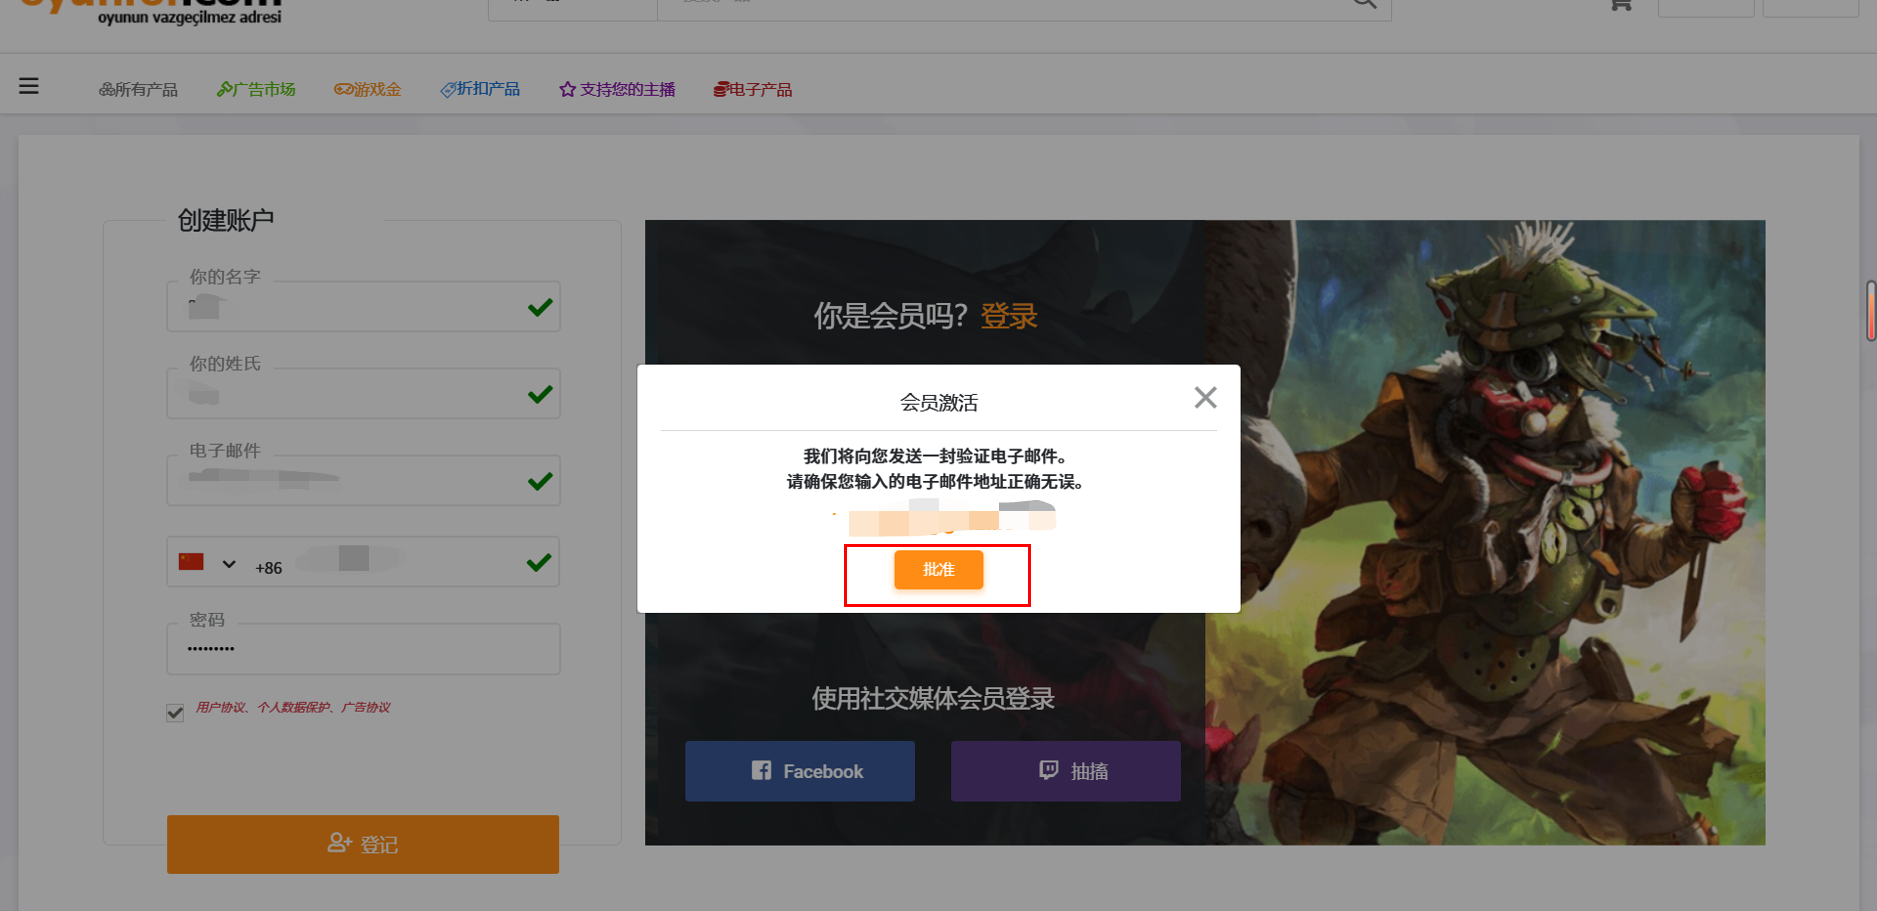 oyunfor.com
oyunun vazgeçilmez adresi
所有产品 广告市场 游戏金 折扣产品 支持您的主播 电子产品
创建账户
你的名字
你的姓氏
电子邮件
+86
密码
•••••••••
用户协议、个人数据保护、广告协议
登记
你是会员吗? 登录
会员激活
我们将向您发送一封验证电子邮件。
请确保您输入的电子邮件地址正确无误。
批准
使用社交媒体会员登录
Facebook 抽搐